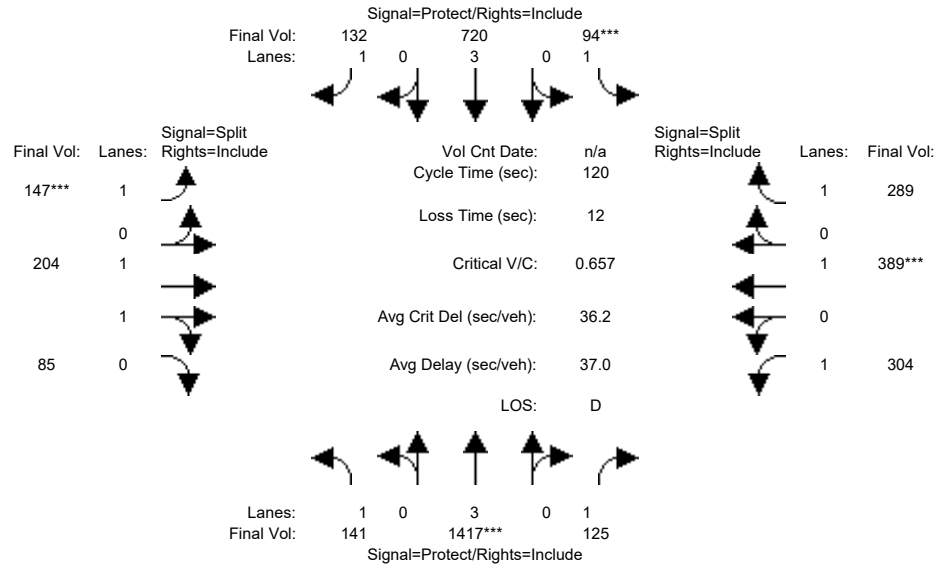 Signal=Protect/Rights=Include
Final Vol: 132 720 94***
Lanes: 1 0 3 0 1
Signal=Split Signal=Split
Final Vol: Lanes: Rights=Include Vol Cnt Date: n/a Rights=Include Lanes: Final Vol:
Cycle Time (sec): 120
147*** 1 1 289
Loss Time (sec): 12
0 0
204 1 Critical V/C: 0.657 1 389***
1 Avg Crit Del (sec/veh): 36.2 0
85 0 Avg Delay (sec/veh): 37.0 1 304
LOS: D
Lanes: 1 0 3 0 1
Final Vol: 141 1417*** 125
Signal=Protect/Rights=Include